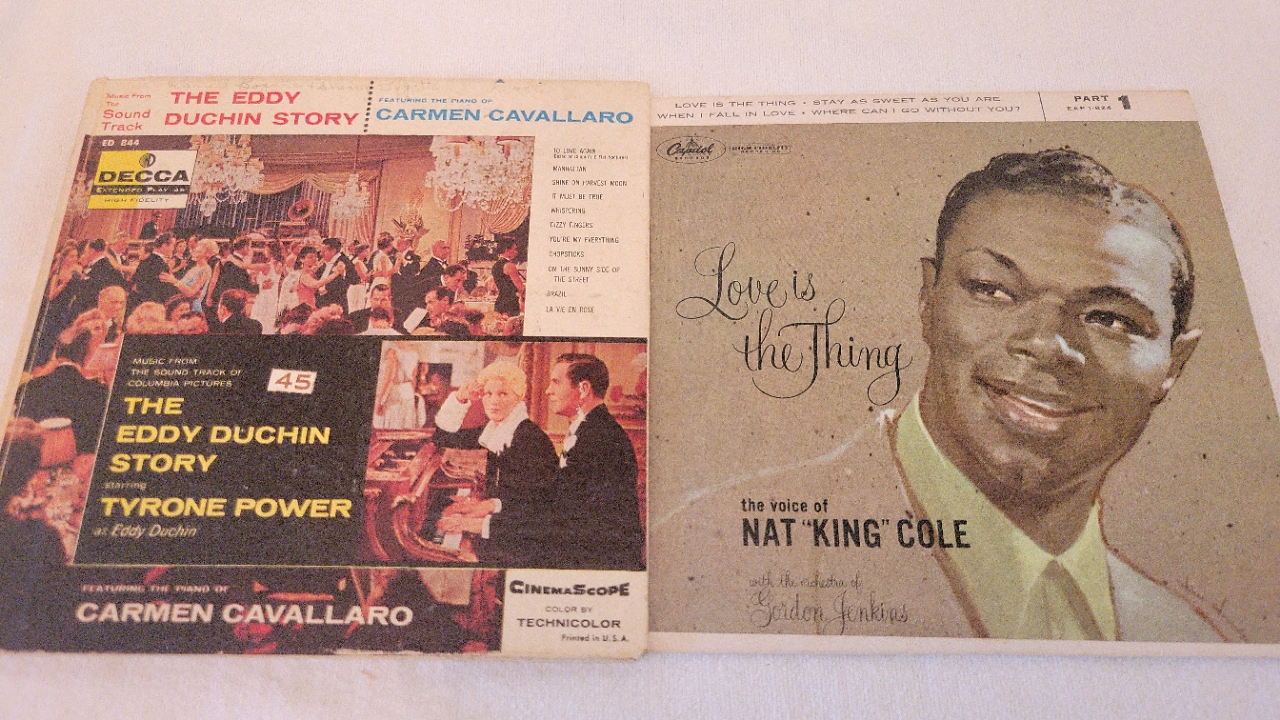 Music From
The
Sound
Track
THE EDDY
DUCHIN STORY
FEATURING THE PIANO OF
CARMEN CAVALLARO
ED 844
DECCA
EXTENDED PLAY 45
HIGH FIDELITY
TO LOVE AGAIN
MANHATTAN
SHINE ON HARVEST MOON
IT MUST BE TRUE
WHISPERING
DIZZY FINGERS
YOU'RE MY EVERYTHING
CHOPSTICKS
ON THE SUNNY SIDE OF
THE STREET
BRAZIL
LA VIE EN ROSE
MUSIC FROM
THE SOUND TRACK OF
COLUMBIA PICTURES
45
THE
EDDY DUCHIN
STORY
starring
TYRONE POWER
as Eddy Duchin
FEATURING THE PIANO OF
CARMEN CAVALLARO
CINEMASCOPE
COLOR BY
TECHNICOLOR
Printed in U.S.A.
LOVE IS THE THING • STAY AS SWEET AS YOU ARE
WHEN I FALL IN LOVE • WHERE CAN I GO WITHOUT YOU?
PART 1
EAP 1-824
Capitol
RECORDS
HIGH FIDELITY
Love is
the Thing
the voice of
NAT "KING" COLE
with the orchestra of
Gordon Jenkins